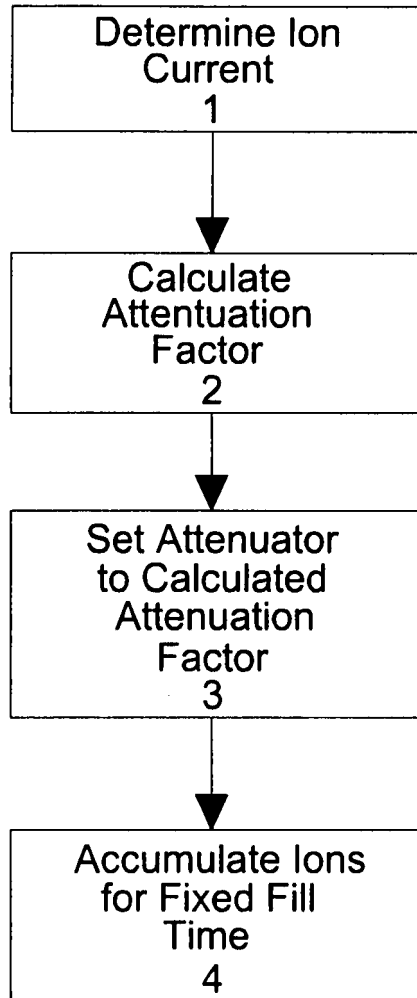 Determine Ion
Current
1
Calculate
Attentuation
Factor
2
Set Attenuator
to Calculated
Attenuation
Factor
3
Accumulate Ions
for Fixed Fill
Time
4